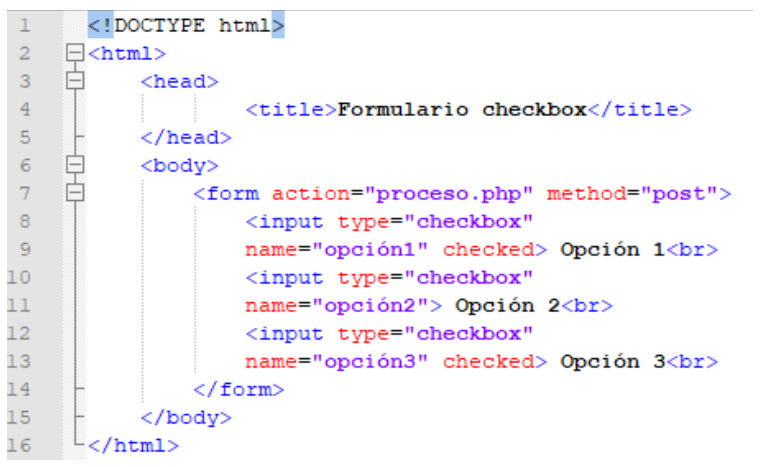 1 <!DOCTYPE html>
2 <html>
3 <head>
4 <title>Formulario checkbox</title>
5 </head>
6 <body>
7 <form action="proceso.php" method="post">
8 <input type="checkbox"
9 name="opción1" checked> Opción 1<br>
10 <input type="checkbox"
11 name="opción2"> Opción 2<br>
12 <input type="checkbox"
13 name="opción3" checked> Opción 3<br>
14 </form>
15 </body>
16 </html>